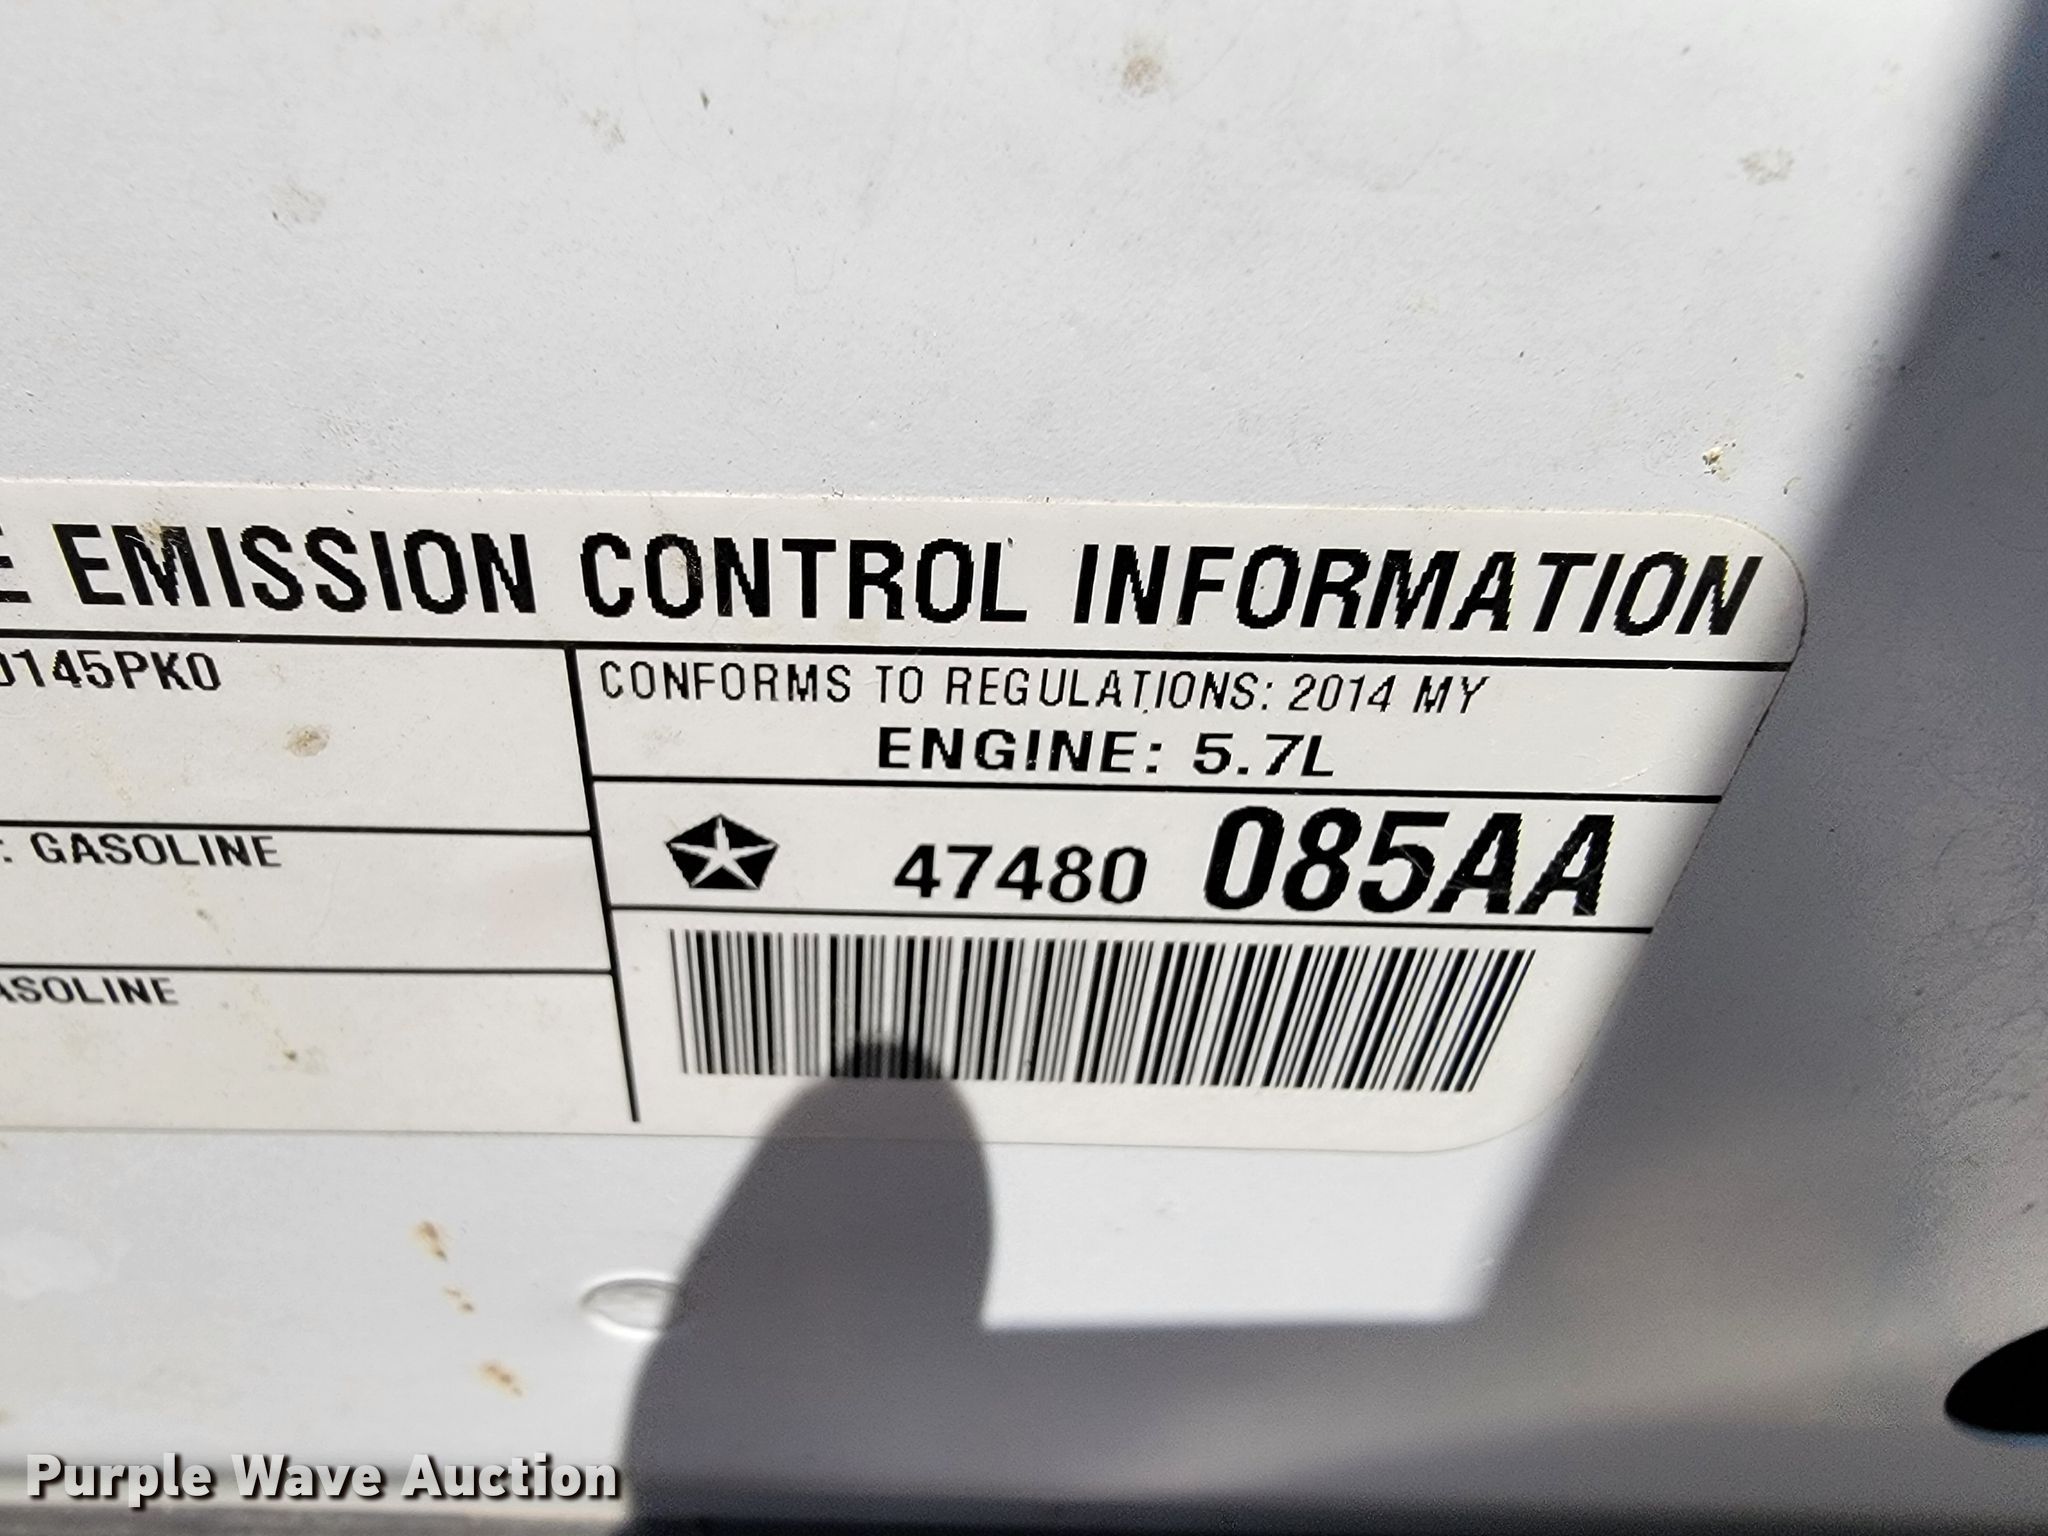 E EMISSION CONTROL INFORMATION
0145PK0
CONFORMS TO REGULATIONS: 2014 MY
ENGINE: 5.7L
: GASOLINE
47480 085AA
ASOLINE
Purple Wave Auction